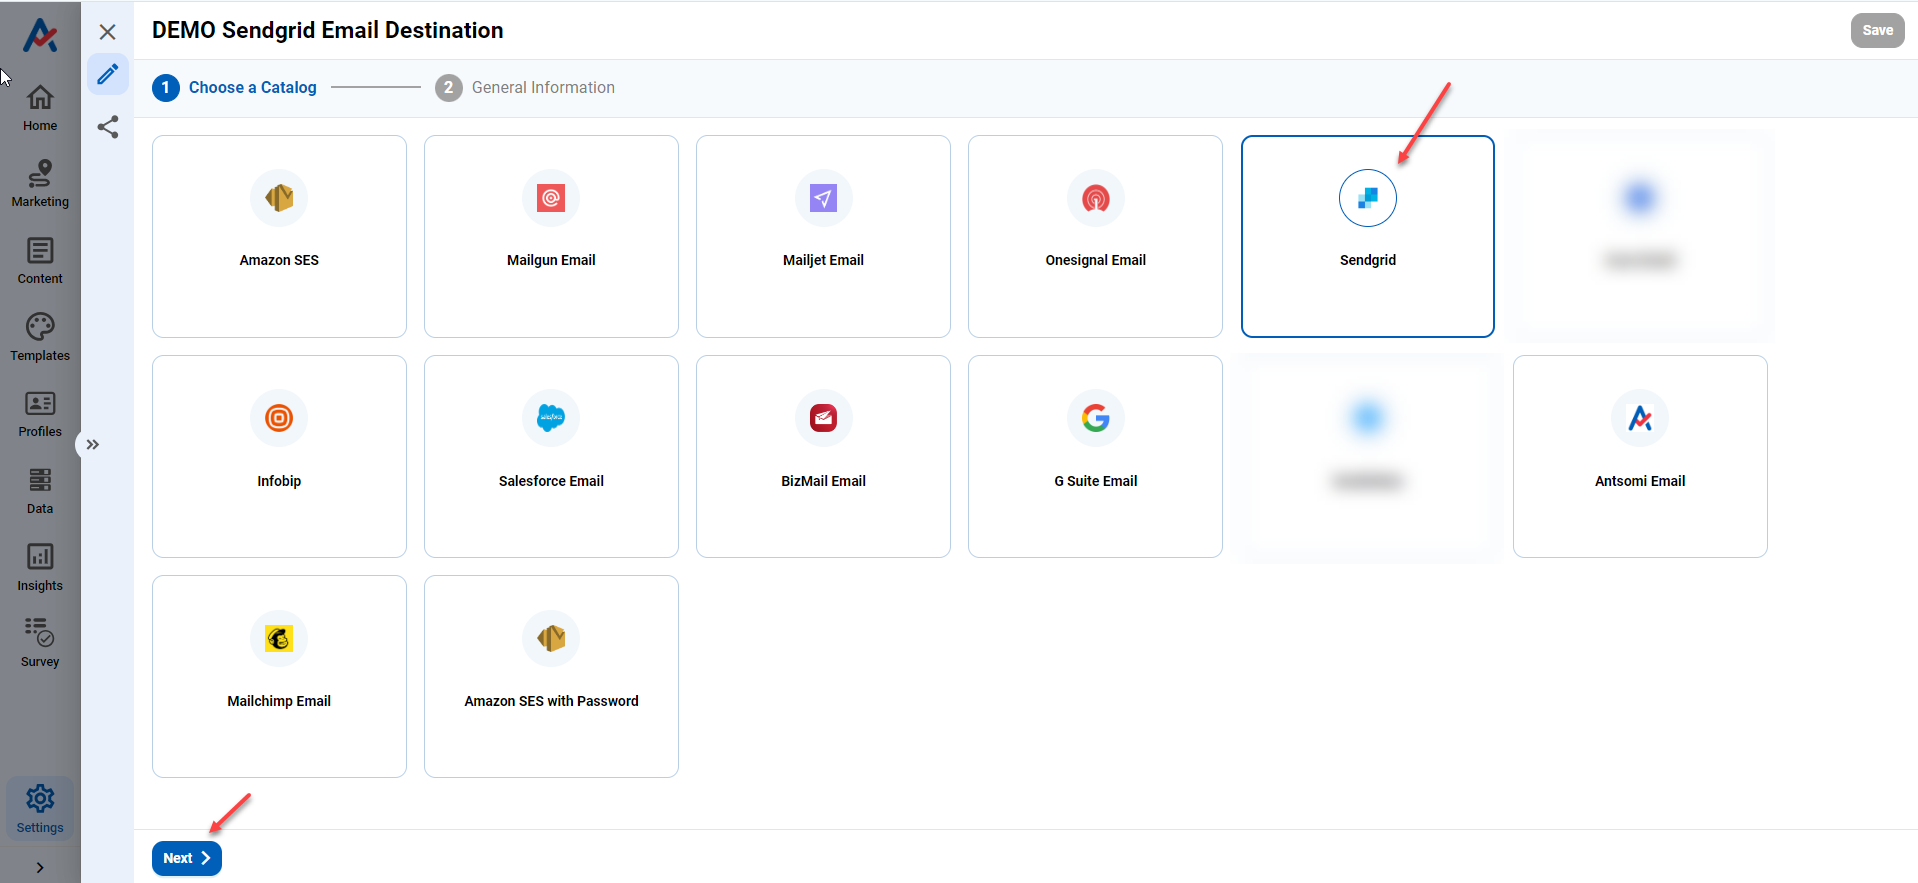 DEMO Sendgrid Email Destination
Save
1 Choose a Catalog
2 General Information
Home
Marketing
Content
Templates
Profiles
Data
Insights
Survey
Settings
Amazon SES
Mailgun Email
Mailjet Email
Onesignal Email
Sendgrid
Infobip
Salesforce Email
BizMail Email
G Suite Email
Antsomi Email
Mailchimp Email
Amazon SES with Password
Next